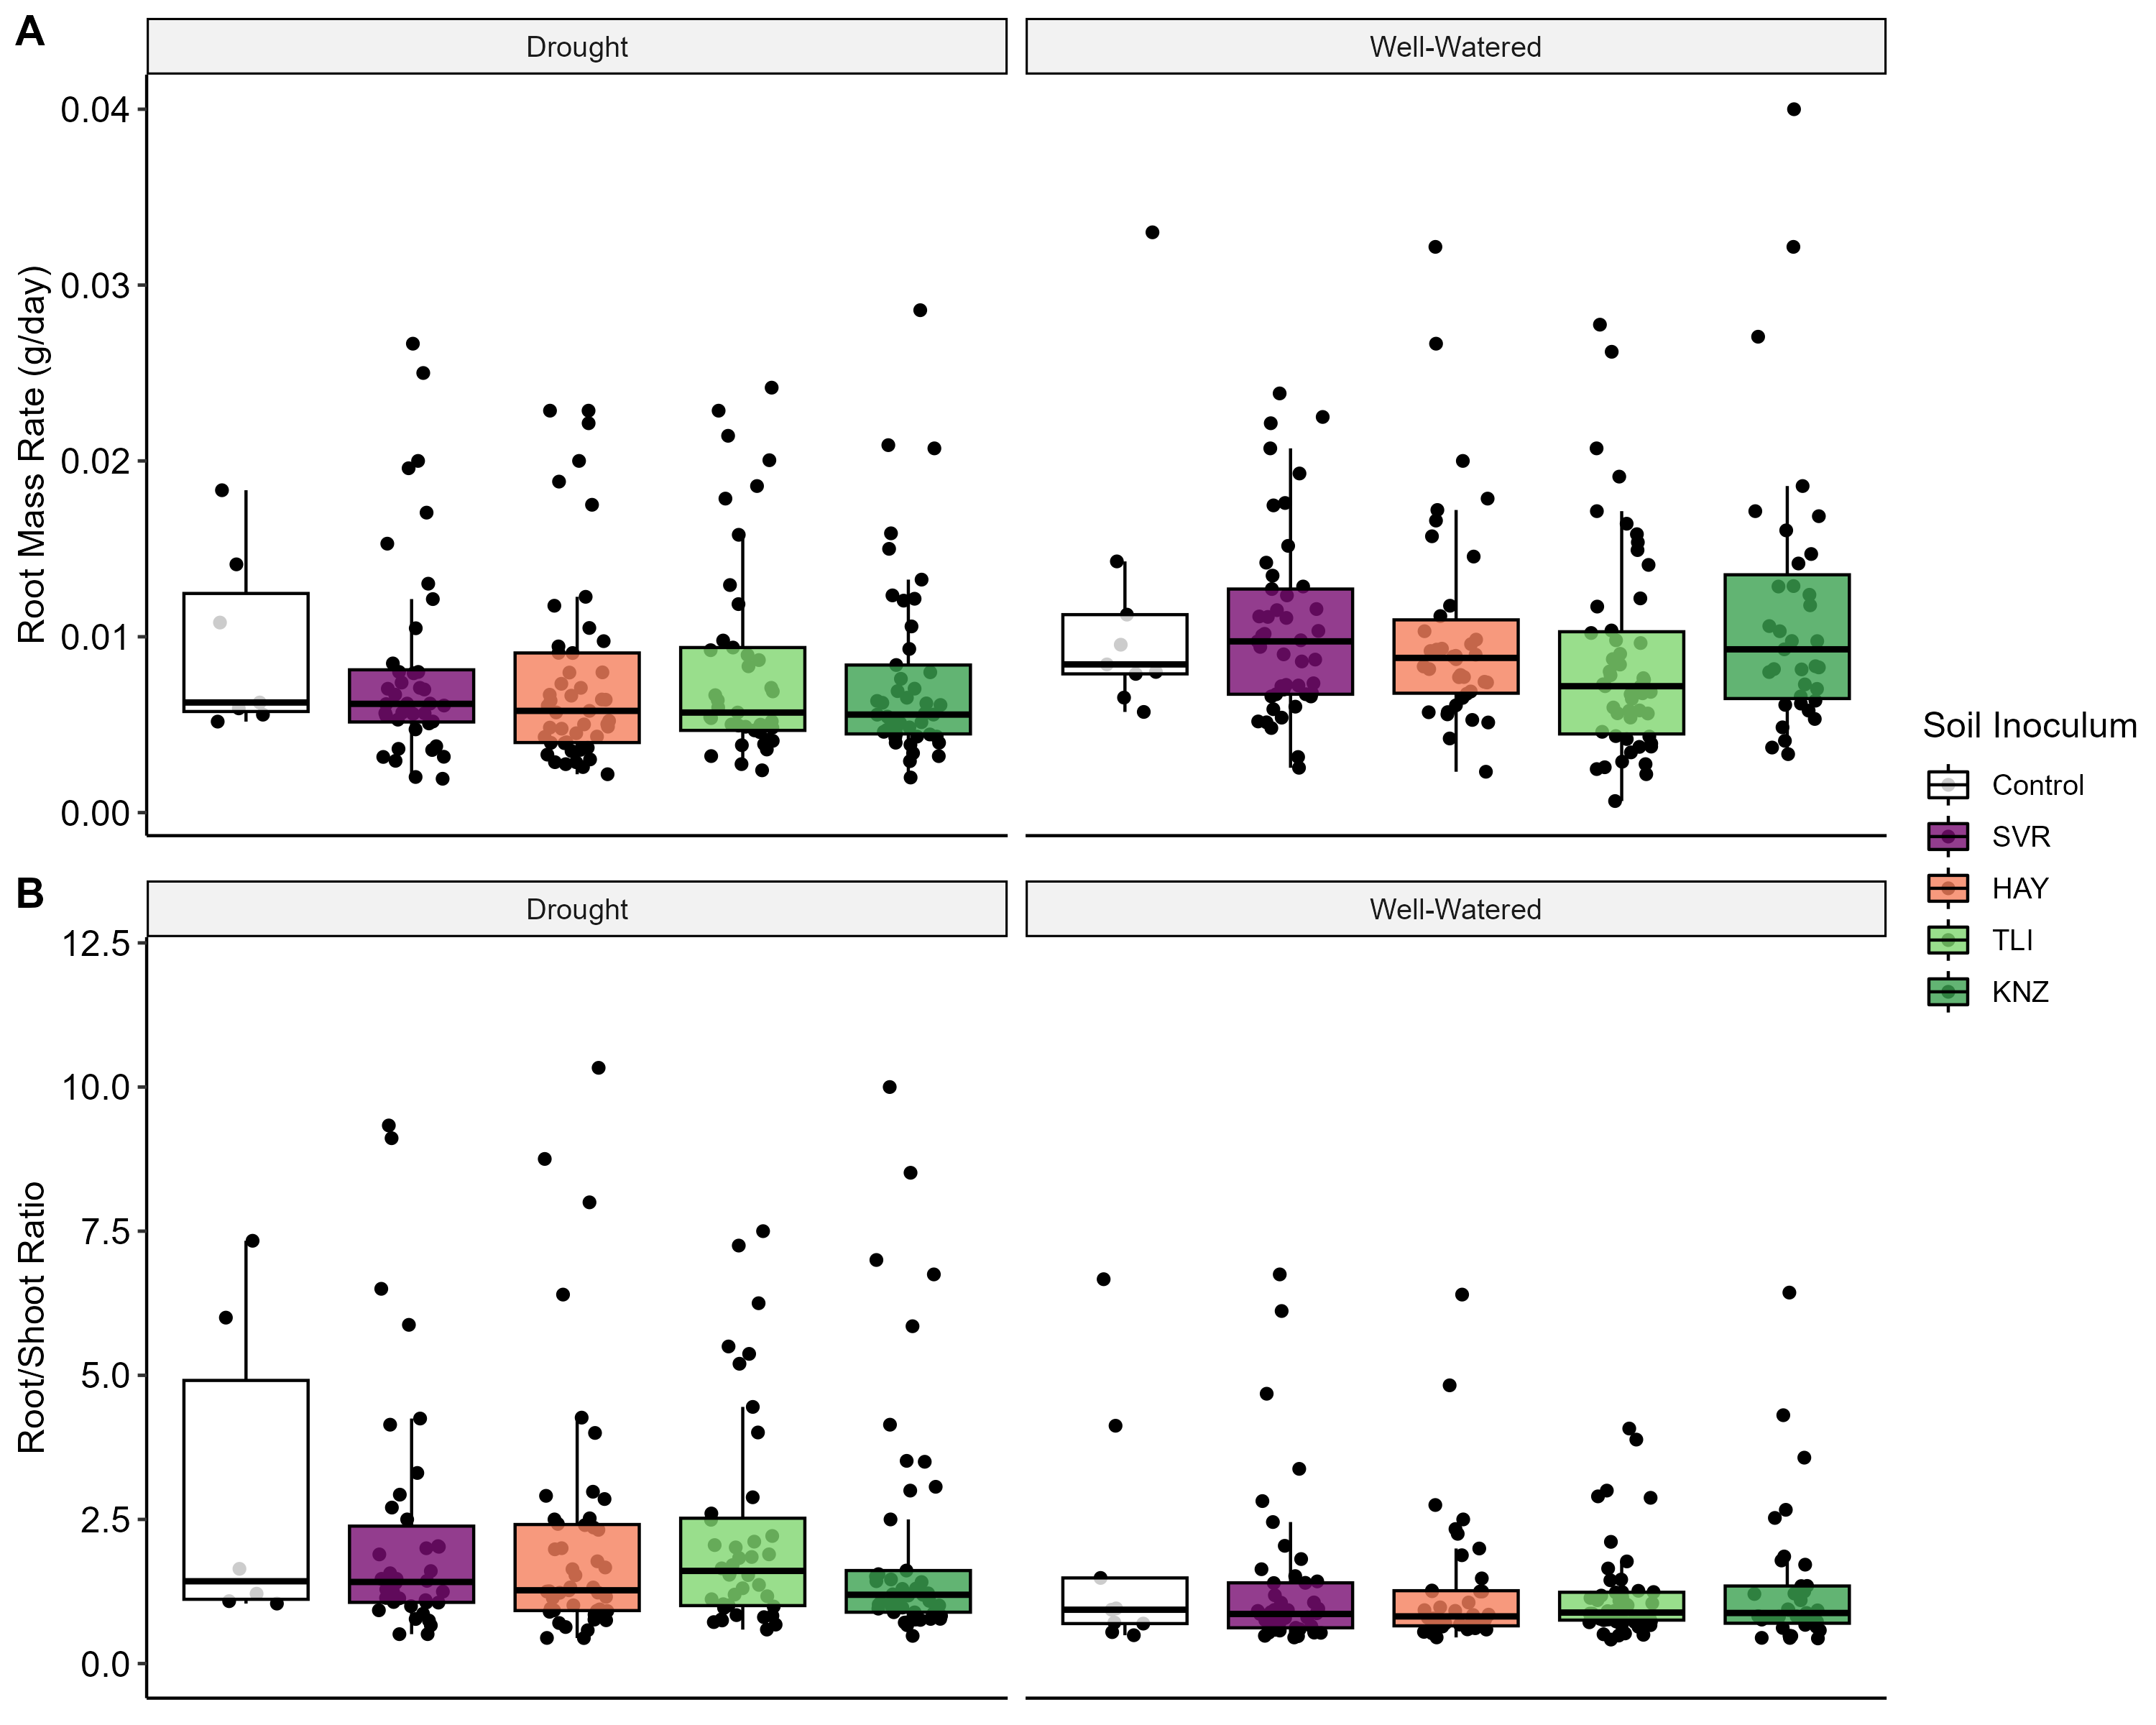 A
Drought
Well-Watered
Root Mass Rate (g/day)
0.04
0.03
0.02
0.01
0.00
B
Drought
Well-Watered
Root/Shoot Ratio
12.5
10.0
7.5
5.0
2.5
0.0
Soil Inoculum
Control
SVR
HAY
TLI
KNZ